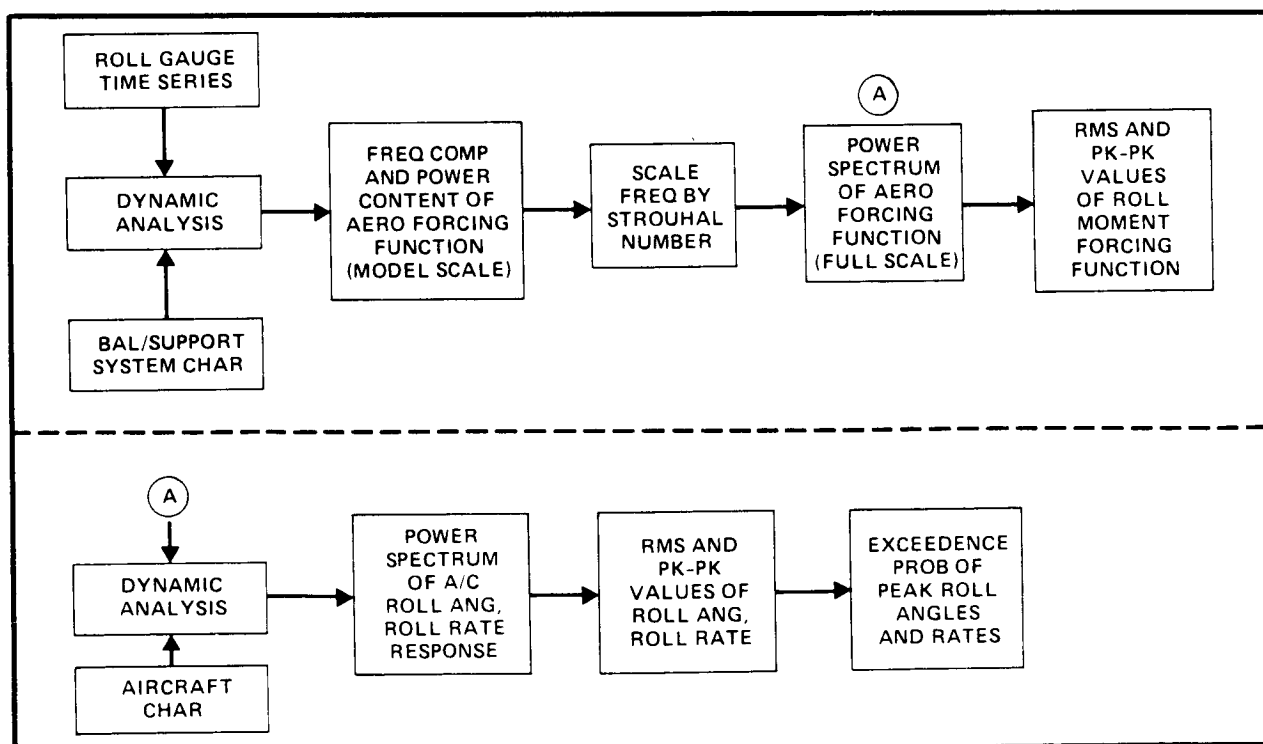 ROLL GAUGE
TIME SERIES
DYNAMIC
ANALYSIS
BAL/SUPPORT
SYSTEM CHAR
FREQ COMP
AND POWER
CONTENT OF
AERO FORCING
FUNCTION
(MODEL SCALE)
SCALE
FREQ BY
STROUHAL
NUMBER
A
POWER
SPECTRUM
OF AERO
FORCING
FUNCTION
(FULL SCALE)
RMS AND
PK-PK
VALUES
OF ROLL
MOMENT
FORCING
FUNCTION
A
DYNAMIC
ANALYSIS
AIRCRAFT
CHAR
POWER
SPECTRUM
OF A/C
ROLL ANG,
ROLL RATE
RESPONSE
RMS AND
PK-PK
VALUES OF
ROLL ANG,
ROLL RATE
EXCEEDENCE
PROB OF
PEAK ROLL
ANGLES
AND RATES